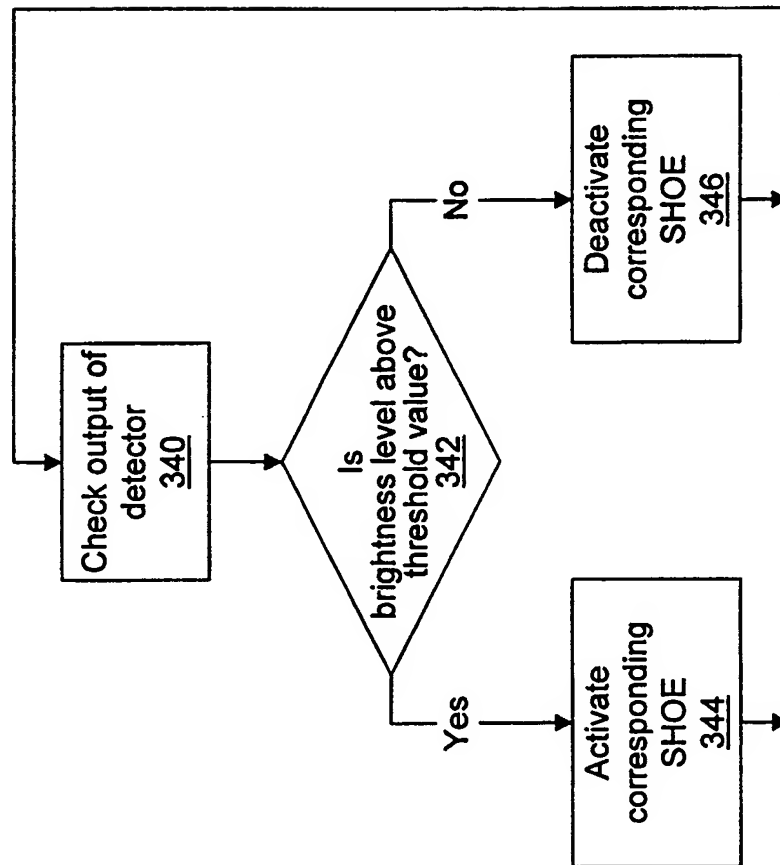 Check output of
detector
340
Is
brightness level above
threshold value?
342
Yes
No
Activate
corresponding
SHOE
344
Deactivate
corresponding
SHOE
346